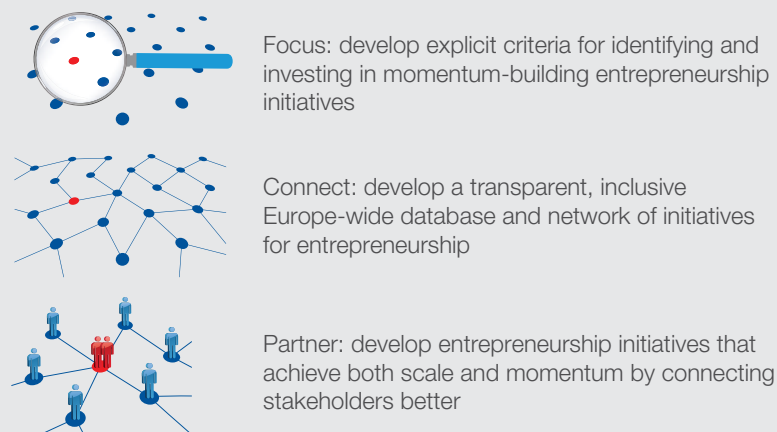 Focus: develop explicit criteria for identifying and
investing in momentum-building entrepreneurship
initiatives
Connect: develop a transparent, inclusive
Europe-wide database and network of initiatives
for entrepreneurship
Partner: develop entrepreneurship initiatives that
achieve both scale and momentum by connecting
stakeholders better